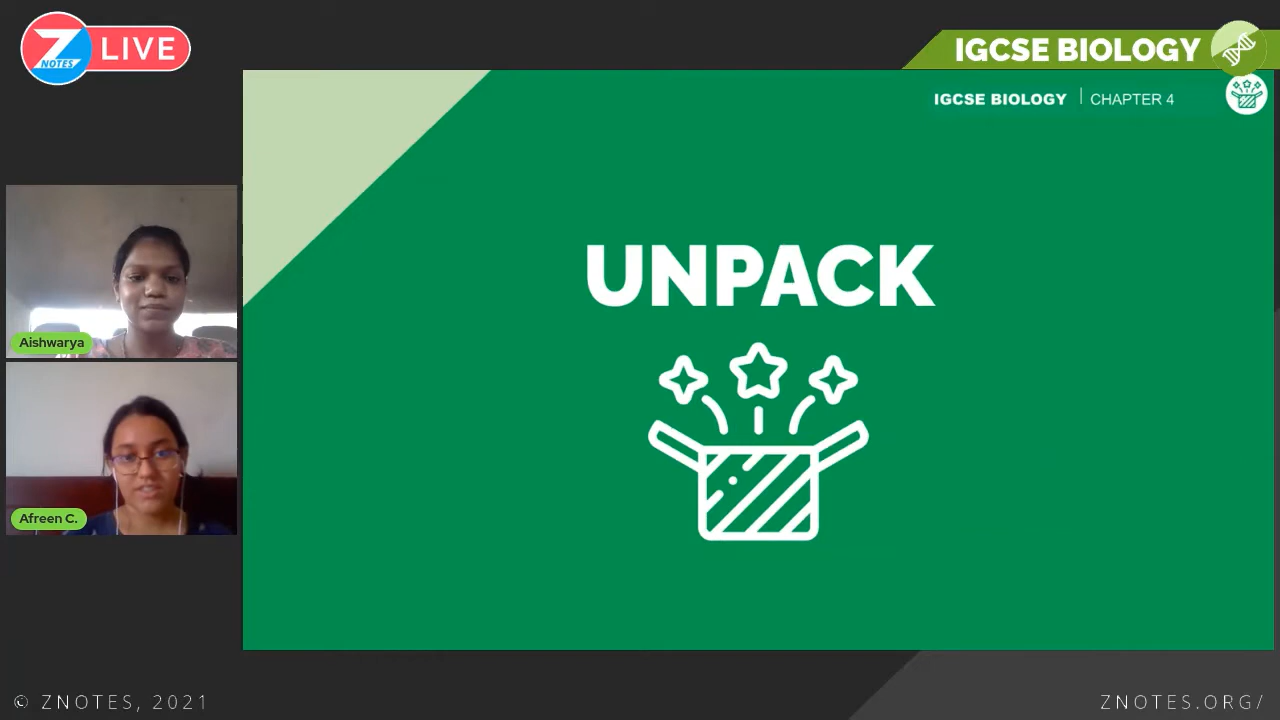 Z
NOTES
LIVE
IGCSE BIOLOGY
IGCSE BIOLOGY | CHAPTER 4
UNPACK
Aishwarya
Afreen C.
© ZNOTES, 2021
ZNOTES.ORG/